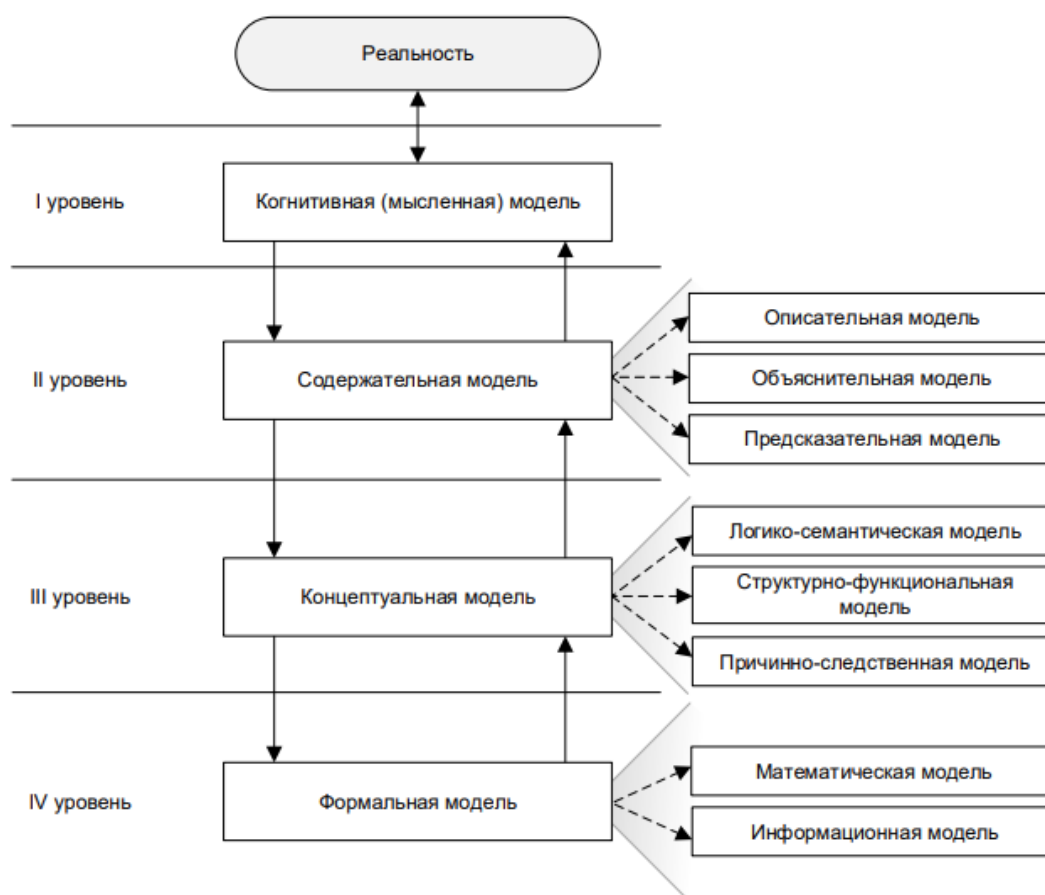 Реальность
I уровень
Когнитивная (мысленная) модель
II уровень
Содержательная модель
Описательная модель
Объяснительная модель
Предсказательная модель
III уровень
Концептуальная модель
Логико-семантическая модель
Структурно-функциональная
модель
Причинно-следственная модель
IV уровень
Формальная модель
Математическая модель
Информационная модель